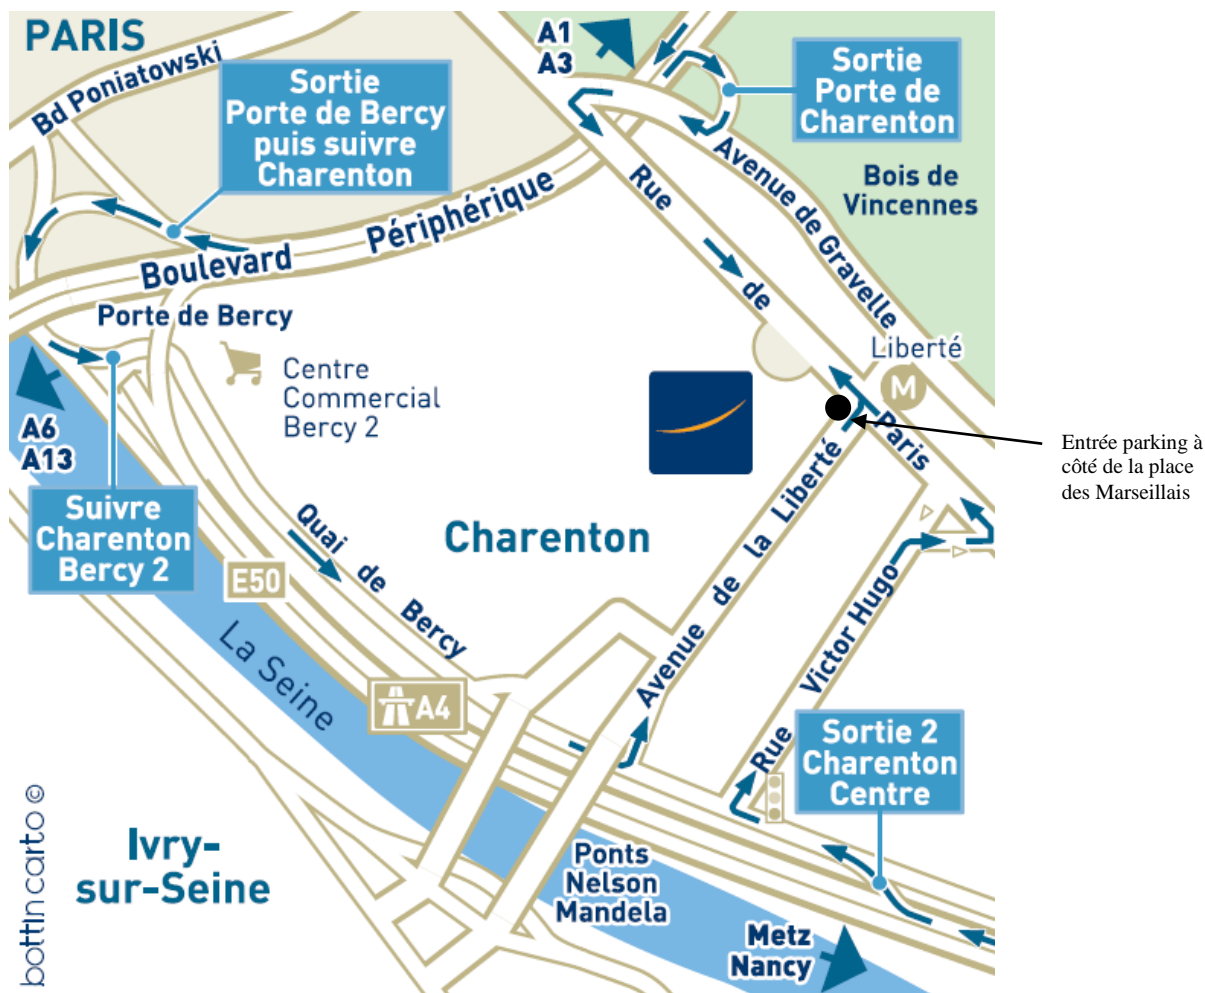 PARIS
Bd Poniatowski
Sortie
Porte de Bercy
puis suivre
Charenton
A1
A3
Sortie
Porte de
Charenton
Bois de
Vincennes
Avenue de Gravelle
Rue de Paris
Boulevard Périphérique
Porte de Bercy
Centre
Commercial
Bercy 2
Liberté
M
A6
A13
Entrée parking à
côté de la place
des Marseillais
Suivre
Charenton
Bercy 2
Charenton
Quai de Bercy
E50
La Seine
A4
Avenue de la Liberté
Rue Victor Hugo
Sortie 2
Charenton
Centre
Ivry-
sur-Seine
Ponts
Nelson
Mandela
Metz
Nancy
bottin carto ©